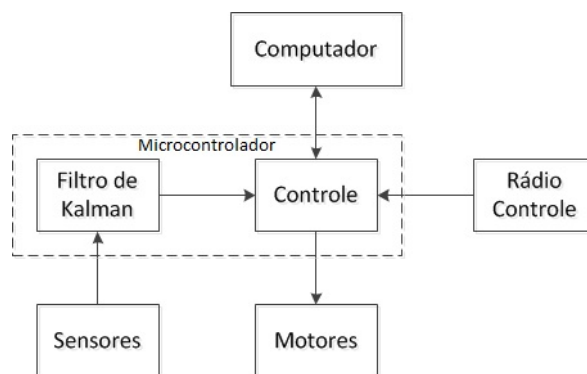 Computador
Microcontrolador
Filtro de
Kalman
Controle
Rádio
Controle
Sensores
Motores